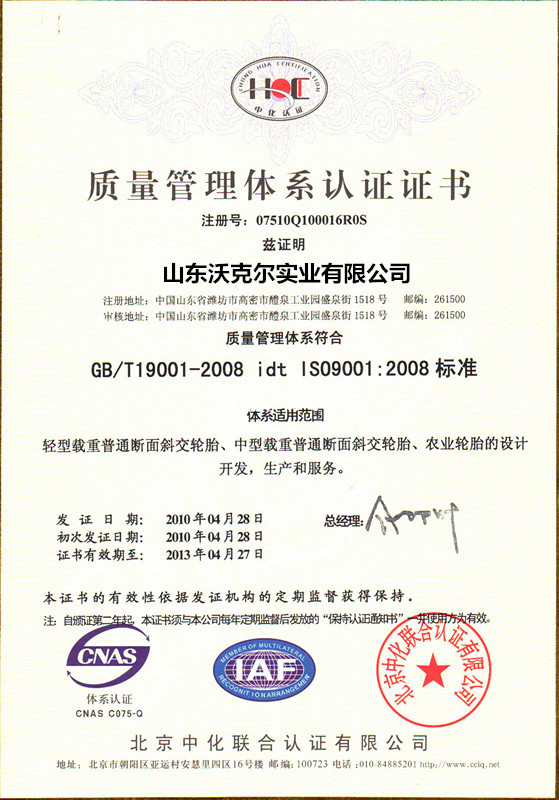 ZHONG HUA CERTIFICATION
HQC
中化认证
质量管理体系认证证书
注册号：07510Q100016R0S
兹证明
山东沃克尔实业有限公司
注册地址：中国山东省潍坊市高密市醴泉工业园盛泉街 1518 号 邮编：261500
审核地址：中国山东省潍坊市高密市醴泉工业园盛泉街 1518 号 邮编：261500
质量管理体系符合
GB/T19001-2008 idt ISO9001:2008 标准
体系适用范围
轻型载重普通断面斜交轮胎、中型载重普通断面斜交轮胎、农业轮胎的设计
开发，生产和服务。
发证日期： 2010 年 04 月 28 日
总经理：
初次发证日期： 2010 年 04 月 28 日
证书有效期至： 2013 年 04 月 27 日
本证书的有效性依据发证机构的定期监督获得保持。
注：自颁证第二年起，本证书须与本公司每年定期监督后发放的“保持认证通知书”一并使用方为有效。
CNAS
体系认证
CNAS C075-Q
MEMBER OF MULTILATERAL
IAF
RECOGNITION ARRANGEMENT
北京中化联合认证有限公司
北京中化联合认证有限公司
地址：北京市朝阳区亚运村安慧里四区16号楼 邮编:100723 电话:010-84885201 http://www.cciq.net